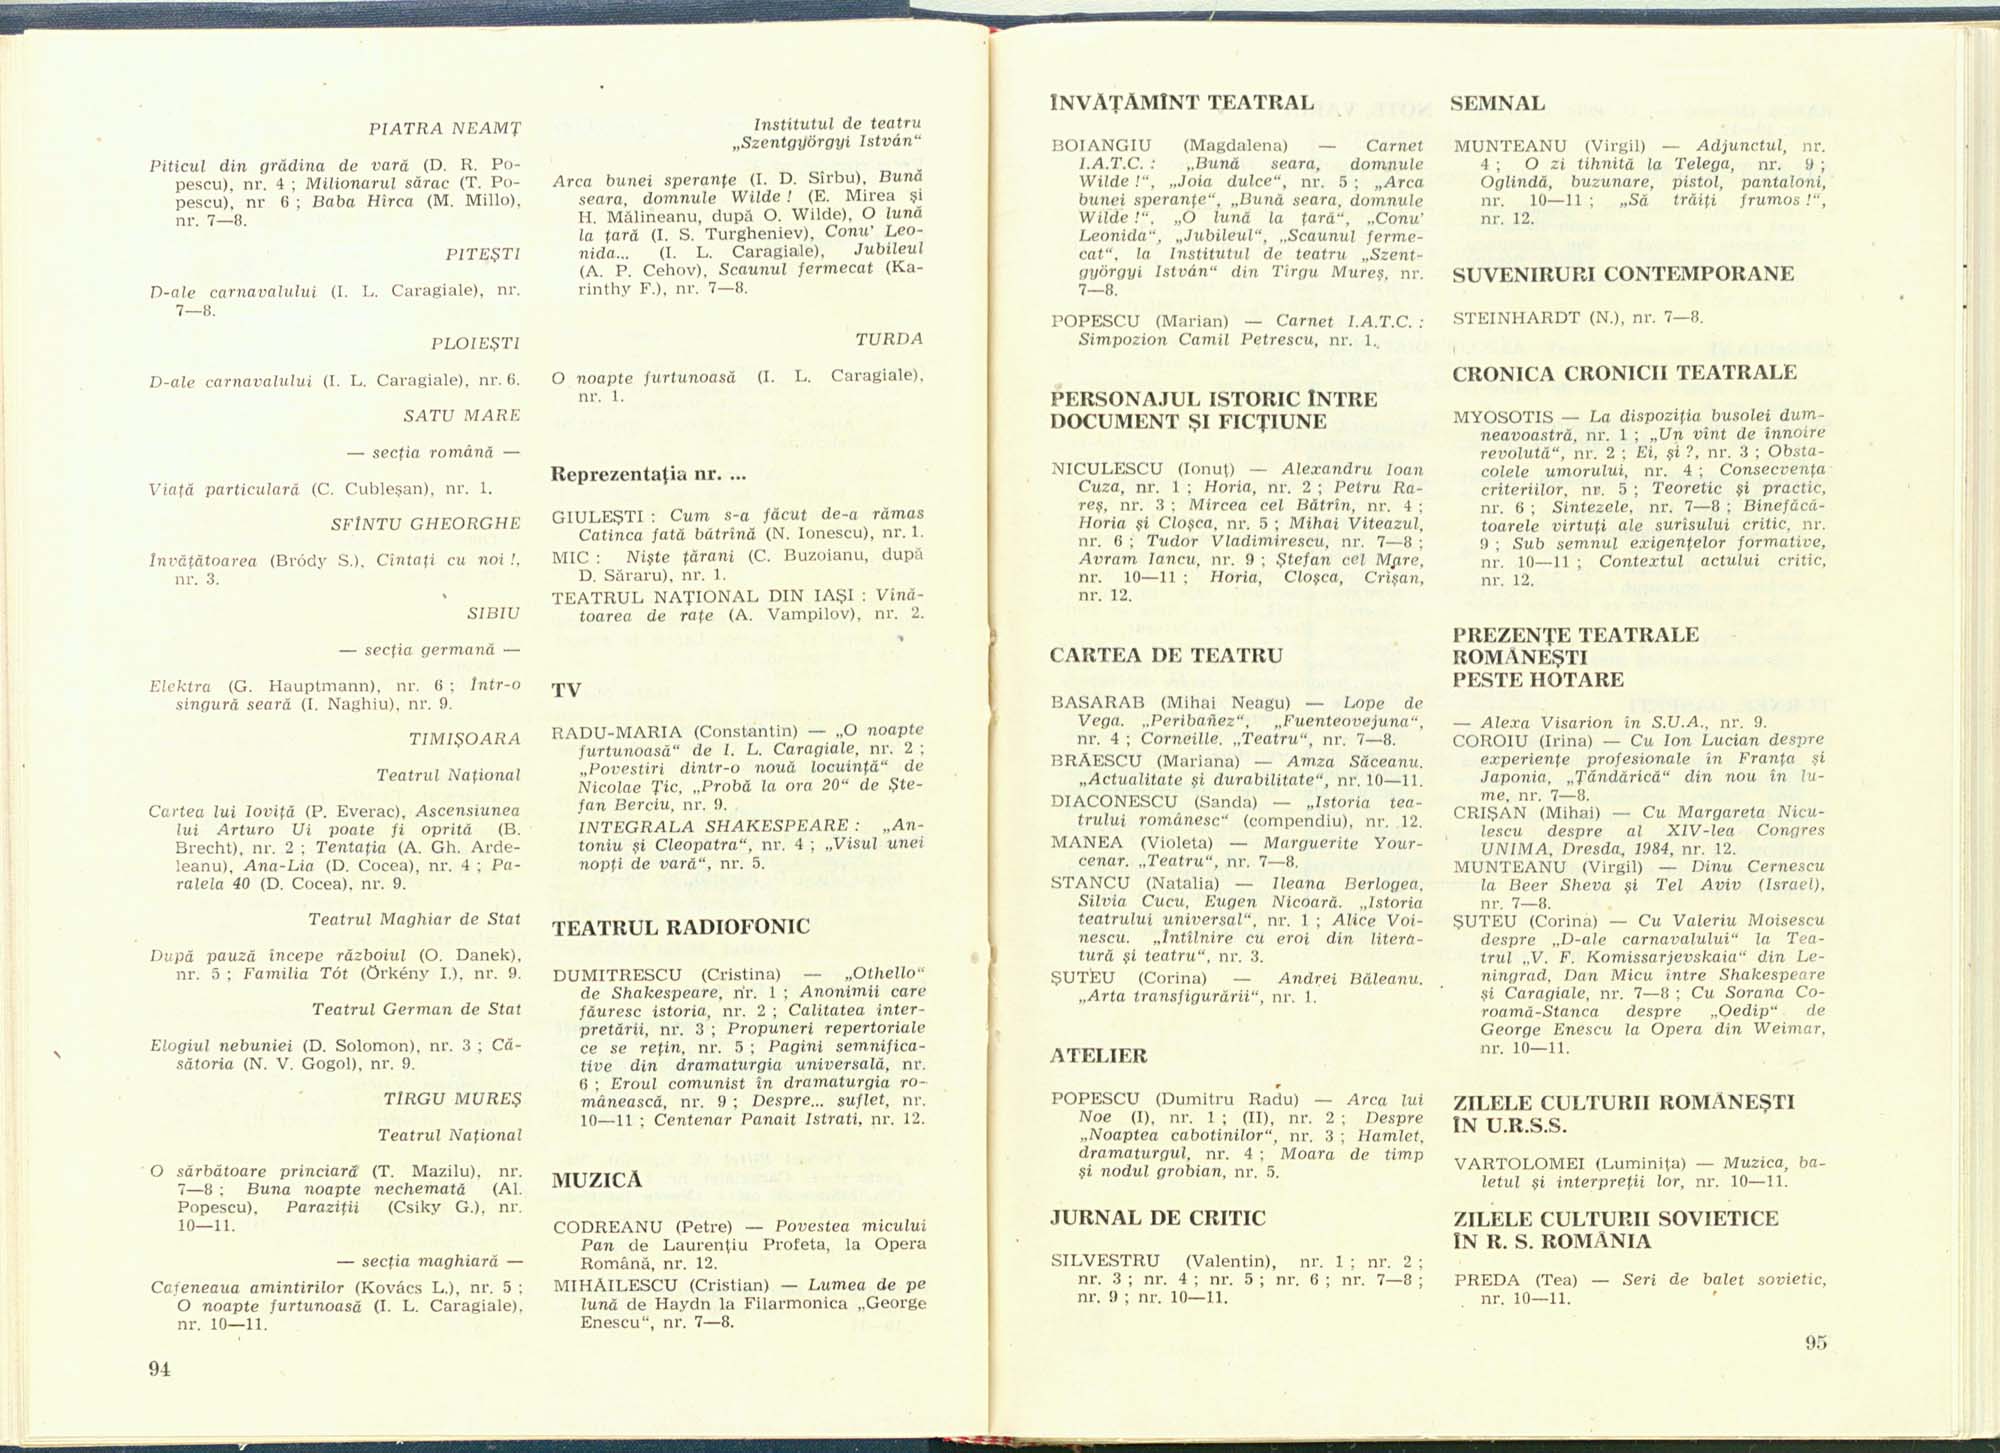 PIATRA NEAMȚ
Piticul din grădina de vară (D. R. Po-
pescu), nr. 4 ; Milionarul sărac (T. Po-
pescu), nr 6 ; Baba Hîrca (M. Millo),
nr. 7—8.
PITEȘTI
D-ale carnavalului (I. L. Caragiale), nr.
7—8.
PLOIEȘTI
D-ale carnavalului (I. L. Caragiale), nr. 6.
SATU MARE
— secția română —
Viață particulară (C. Cubleșan), nr. 1.
SFÎNTU GHEORGHE
Învățătoarea (Bródy S.), Cîntați cu noi !,
nr. 3.
SIBIU
— secția germană —
Elektra (G. Hauptmann), nr. 6 ; Într-o
singură seară (I. Naghiu), nr. 9.
TIMIȘOARA
Teatrul Național
Cartea lui Ioviță (P. Everac), Ascensiunea
lui Arturo Ui poate fi oprită (B.
Brecht), nr. 2 ; Tentația (A. Gh. Arde-
leanu), Ana-Lia (D. Cocea), nr. 4 ; Pa-
ralela 40 (D. Cocea), nr. 9.
Teatrul Maghiar de Stat
După pauză începe războiul (O. Danek),
nr. 5 ; Familia Tót (Örkény I.), nr. 9.
Teatrul German de Stat
Elogiul nebuniei (D. Solomon), nr. 3 ; Că-
sătoria (N. V. Gogol), nr. 9.
TÎRGU MUREȘ
Teatrul Național
O sărbătoare princiară (T. Mazilu), nr.
7—8 ; Buna noapte nechemată (Al.
Popescu), Paraziții (Csiky G.), nr.
10—11.
— secția maghiară —
Cafeneaua amintirilor (Kovács L.), nr. 5 ;
O noapte furtunoasă (I. L. Caragiale),
nr. 10—11.
94
Institutul de teatru
„Szentgyörgyi István“
Arca bunei speranțe (I. D. Sîrbu), Bună
seara, domnule Wilde ! (E. Mirea și
H. Mălineanu, după O. Wilde), O lună
la țară (I. S. Turgheniev), Conu' Leo-
nida... (I. L. Caragiale), Jubileul
(A. P. Cehov), Scaunul fermecat (Ka-
rinthy F.), nr. 7—8.
TURDA
O noapte furtunoasă (I. L. Caragiale),
nr. 1.
Reprezentația nr. ...
GIULEȘTI : Cum s-a făcut de-a rămas
Catinca fată bătrînă (N. Ionescu), nr. 1.
MIC : Niște țărani (C. Buzoianu, după
D. Săraru), nr. 1.
TEATRUL NAȚIONAL DIN IAȘI : Vînă-
toarea de rațe (A. Vampilov), nr. 2.
TV
RADU-MARIA (Constantin) — „O noapte
furtunoasă“ de I. L. Caragiale, nr. 2 ;
„Povestiri dintr-o nouă locuință“ de
Nicolae Țic, „Probă la ora 20“ de Ște-
fan Berciu, nr. 9.
INTEGRALA SHAKESPEARE : „An-
toniu și Cleopatra“, nr. 4 ; „Visul unei
nopți de vară“, nr. 5.
TEATRUL RADIOFONIC
DUMITRESCU (Cristina) — „Othello“
de Shakespeare, nr. 1 ; Anonimii care
făuresc istoria, nr. 2 ; Calitatea inter-
pretării, nr. 3 ; Propuneri repertoriale
ce se rețin, nr. 5 ; Pagini semnifica-
tive din dramaturgia universală, nr.
6 ; Eroul comunist în dramaturgia ro-
mânească, nr. 9 ; Despre... suflet, nr.
10—11 ; Centenar Panait Istrati, nr. 12.
MUZICĂ
CODREANU (Petre) — Povestea micului
Pan de Laurențiu Profeta, la Opera
Română, nr. 12.
MIHĂILESCU (Cristian) — Lumea de pe
lună de Haydn la Filarmonica „George
Enescu“, nr. 7—8.
ÎNVĂȚĂMÎNT TEATRAL
BOIANGIU (Magdalena) — Carnet
I.A.T.C. : „Bună seara, domnule
Wilde !“, „Joia dulce“, nr. 5 ; „Arca
bunei speranțe“, „Bună seara, domnule
Wilde !“, „O lună la țară“, „Conu'
Leonida“, „Jubileul“, „Scaunul ferme-
cat“, la Institutul de teatru „Szent-
györgyi István“ din Tîrgu Mureș, nr.
7—8.
POPESCU (Marian) — Carnet I.A.T.C. :
Simpozion Camil Petrescu, nr. 1.
PERSONAJUL ISTORIC ÎNTRE
DOCUMENT ȘI FICȚIUNE
NICULESCU (Ionuț) — Alexandru Ioan
Cuza, nr. 1 ; Horia, nr. 2 ; Petru Ra-
reș, nr. 3 ; Mircea cel Bătrîn, nr. 4 ;
Horia și Cloșca, nr. 5 ; Mihai Viteazul,
nr. 6 ; Tudor Vladimirescu, nr. 7—8 ;
Avram Iancu, nr. 9 ; Ștefan cel Mare,
nr. 10—11 ; Horia, Cloșca, Crișan,
nr. 12.
CARTEA DE TEATRU
BASARAB (Mihai Neagu) — Lope de
Vega. „Peribañez“, „Fuenteovejuna“,
nr. 4 ; Corneille. „Teatru“, nr. 7—8.
BRĂESCU (Mariana) — Amza Săceanu.
„Actualitate și durabilitate“, nr. 10—11.
DIACONESCU (Sanda) — „Istoria tea-
trului românesc“ (compendiu), nr. 12.
MANEA (Violeta) — Marguerite Your-
cenar. „Teatru“, nr. 7—8.
STANCU (Natalia) — Ileana Berlogea,
Silvia Cucu, Eugen Nicoară. „Istoria
teatrului universal“, nr. 1 ; Alice Voi-
nescu. „Întîlnire cu eroi din litera-
tură și teatru“, nr. 3.
ȘUTEU (Corina) — Andrei Băleanu.
„Arta transfigurării“, nr. 1.
ATELIER
POPESCU (Dumitru Radu) — Arca lui
Noe (I), nr. 1 ; (II), nr. 2 ; Despre
„Noaptea cabotinilor“, nr. 3 ; Hamlet,
dramaturgul, nr. 4 ; Moara de timp
și nodul grobian, nr. 5.
JURNAL DE CRITIC
SILVESTRU (Valentin), nr. 1 ; nr. 2 ;
nr. 3 ; nr. 4 ; nr. 5 ; nr. 6 ; nr. 7—8 ;
nr. 9 ; nr. 10—11.
SEMNAL
MUNTEANU (Virgil) — Adjunctul, nr.
4 ; O zi tihnită la Telega, nr. 9 ;
Oglindă, buzunare, pistol, pantaloni,
nr. 10—11 ; „Să trăiți frumos !“,
nr. 12.
SUVENIRURI CONTEMPORANE
STEINHARDT (N.), nr. 7—8.
CRONICA CRONICII TEATRALE
MYOSOTIS — La dispoziția busolei dum-
neavoastră, nr. 1 ; „Un vînt de înnoire
revolută“, nr. 2 ; Ei, și ?, nr. 3 ; Obsta-
colele umorului, nr. 4 ; Consecvența
criteriilor, nr. 5 ; Teoretic și practic,
nr. 6 ; Sintezele, nr. 7—8 ; Binefăcă-
toarele virtuți ale surîsului critic, nr.
9 ; Sub semnul exigențelor formative,
nr. 10—11 ; Contextul actului critic,
nr. 12.
PREZENȚE TEATRALE
ROMÂNEȘTI
PESTE HOTARE
— Alexa Visarion în S.U.A., nr. 9.
COROIU (Irina) — Cu Ion Lucian despre
experiențe profesionale în Franța și
Japonia, „Țăndărică“ din nou în lu-
me, nr. 7—8.
CRIȘAN (Mihai) — Cu Margareta Nicu-
lescu despre al XIV-lea Congres
UNIMA, Dresda, 1984, nr. 12.
MUNTEANU (Virgil) — Dinu Cernescu
la Beer Sheva și Tel Aviv (Israel),
nr. 7—8.
ȘUTEU (Corina) — Cu Valeriu Moisescu
despre „D-ale carnavalului“ la Tea-
trul „V. F. Komissarjevskaia“ din Le-
ningrad, Dan Micu între Shakespeare
și Caragiale, nr. 7—8 ; Cu Sorana Co-
roamă-Stanca despre „Oedip“ de
George Enescu la Opera din Weimar,
nr. 10—11.
ZILELE CULTURII ROMÂNEȘTI
ÎN U.R.S.S.
VARTOLOMEI (Luminița) — Muzica, ba-
letul și interpreții lor, nr. 10—11.
ZILELE CULTURII SOVIETICE
ÎN R. S. ROMÂNIA
PREDA (Tea) — Seri de balet sovietic,
nr. 10—11.
95